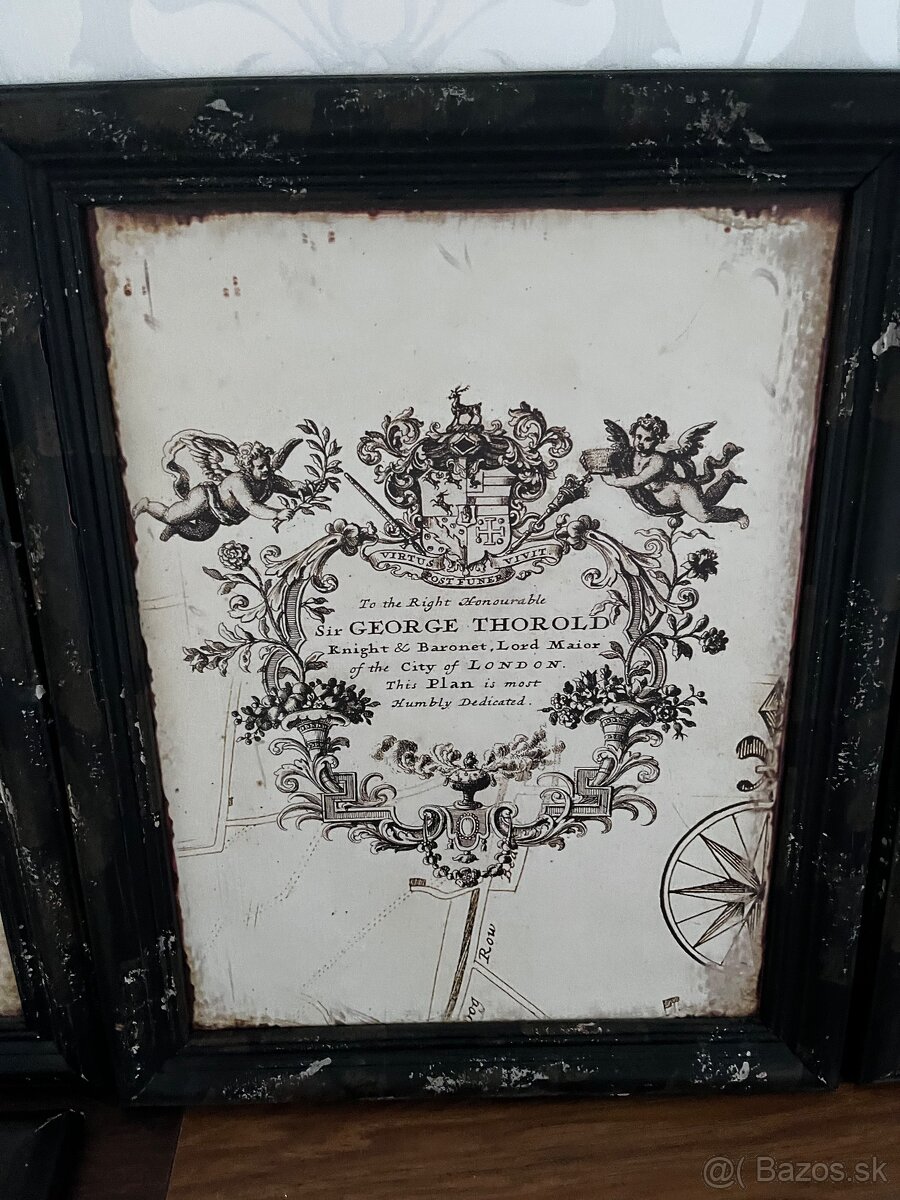 VIRTUS VIVIT
POST FUNERA
To the Right Honourable
Sir GEORGE THOROLD
Knight & Baronet, Lord Maior
of the City of LONDON.
This Plan is most
Humbly Dedicated.
Row
@( Bazos.sk